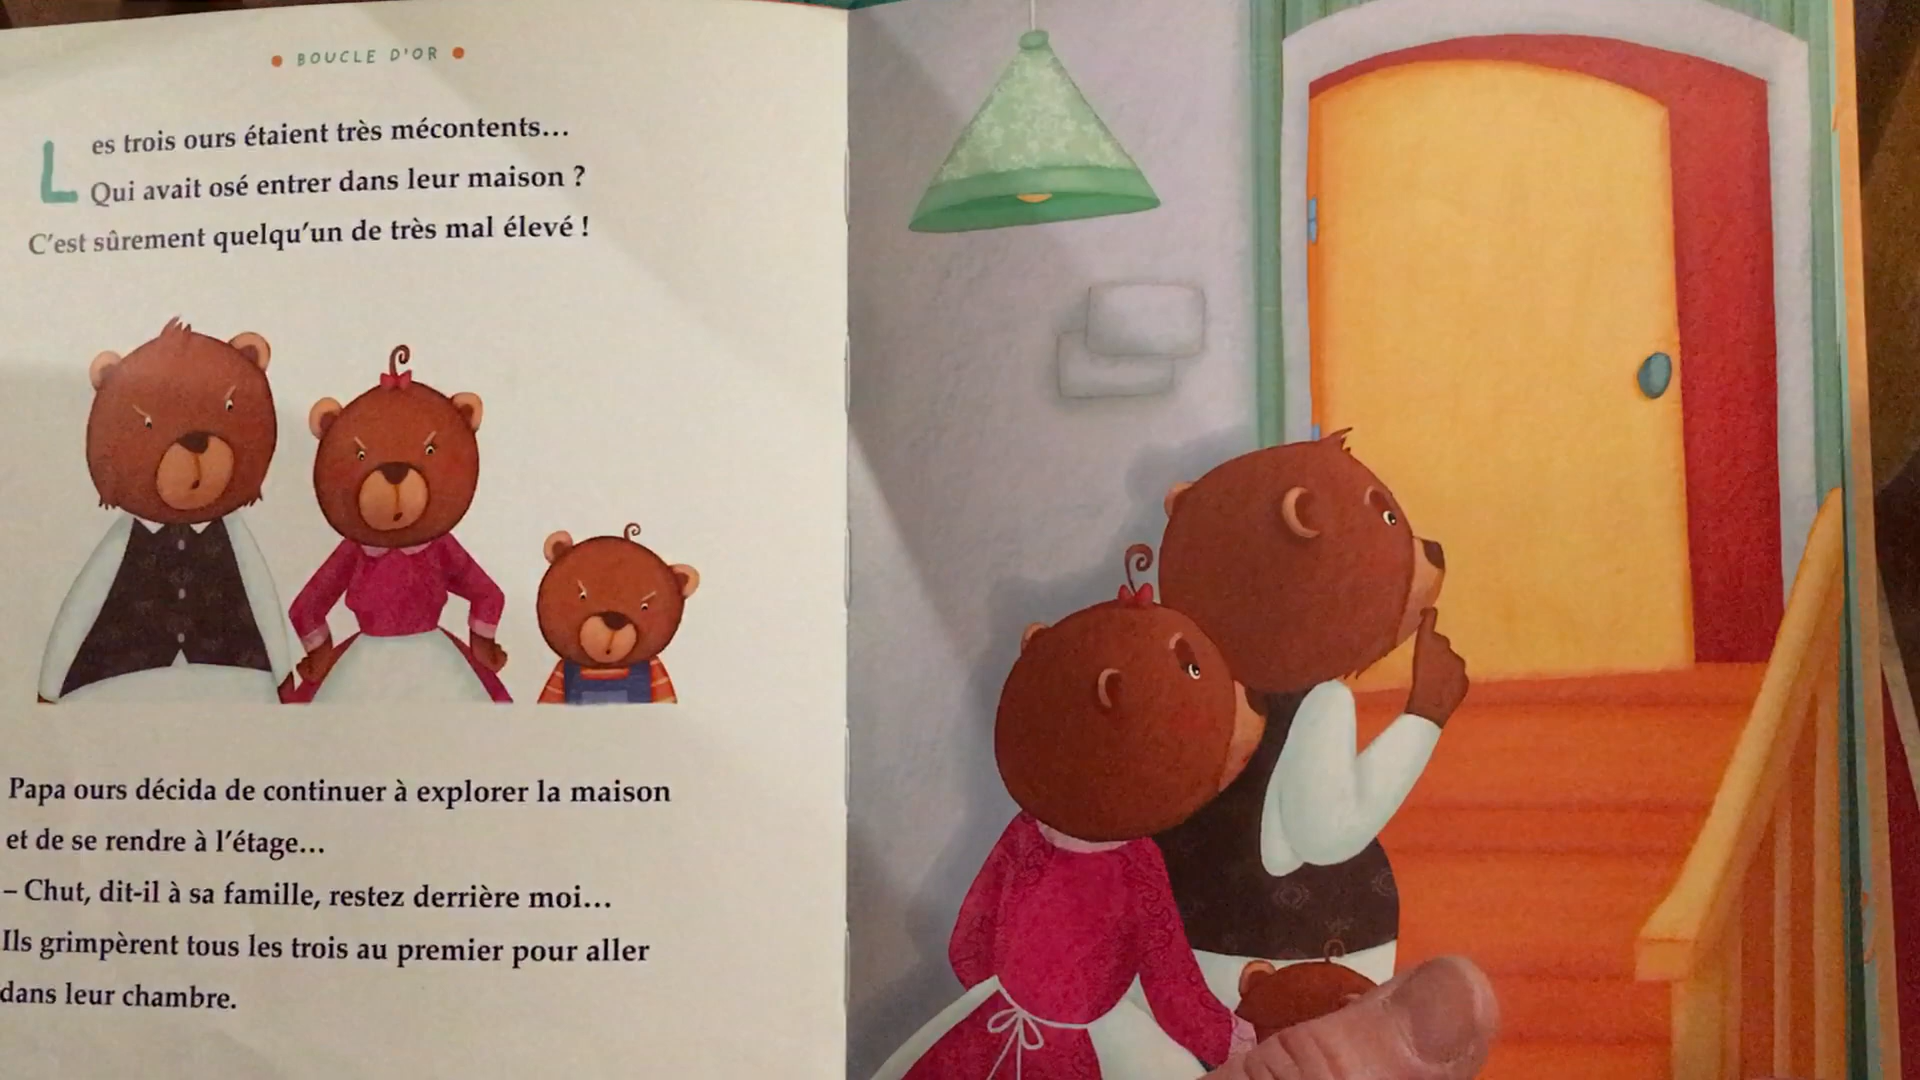 BOUCLE D'OR
Les trois ours étaient très mécontents...
Qui avait osé entrer dans leur maison ?
C'est sûrement quelqu'un de très mal élevé !
Papa ours décida de continuer à explorer la maison
et de se rendre à l'étage...
– Chut, dit-il à sa famille, restez derrière moi...
Ils grimpèrent tous les trois au premier pour aller
dans leur chambre.